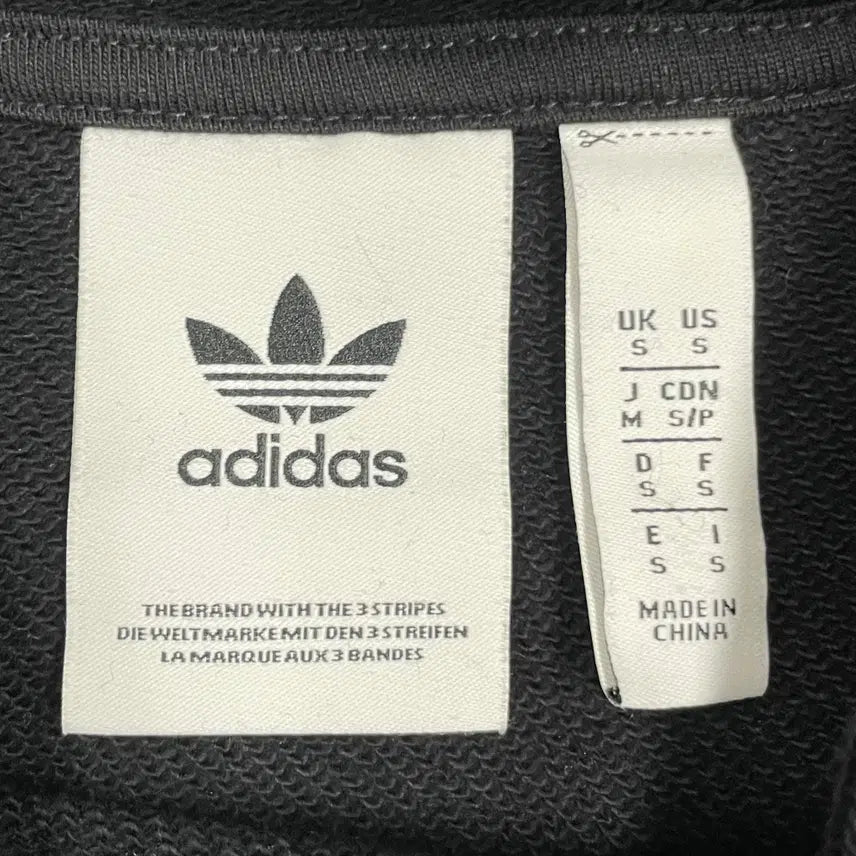 adidas
THE BRAND WITH THE 3 STRIPES
DIE WELTMARKE MIT DEN 3 STREIFEN
LA MARQUE AUX 3 BANDES
UK US
S S
J CDN
M S/P
D F
S S
E I
S S
MADE IN
CHINA